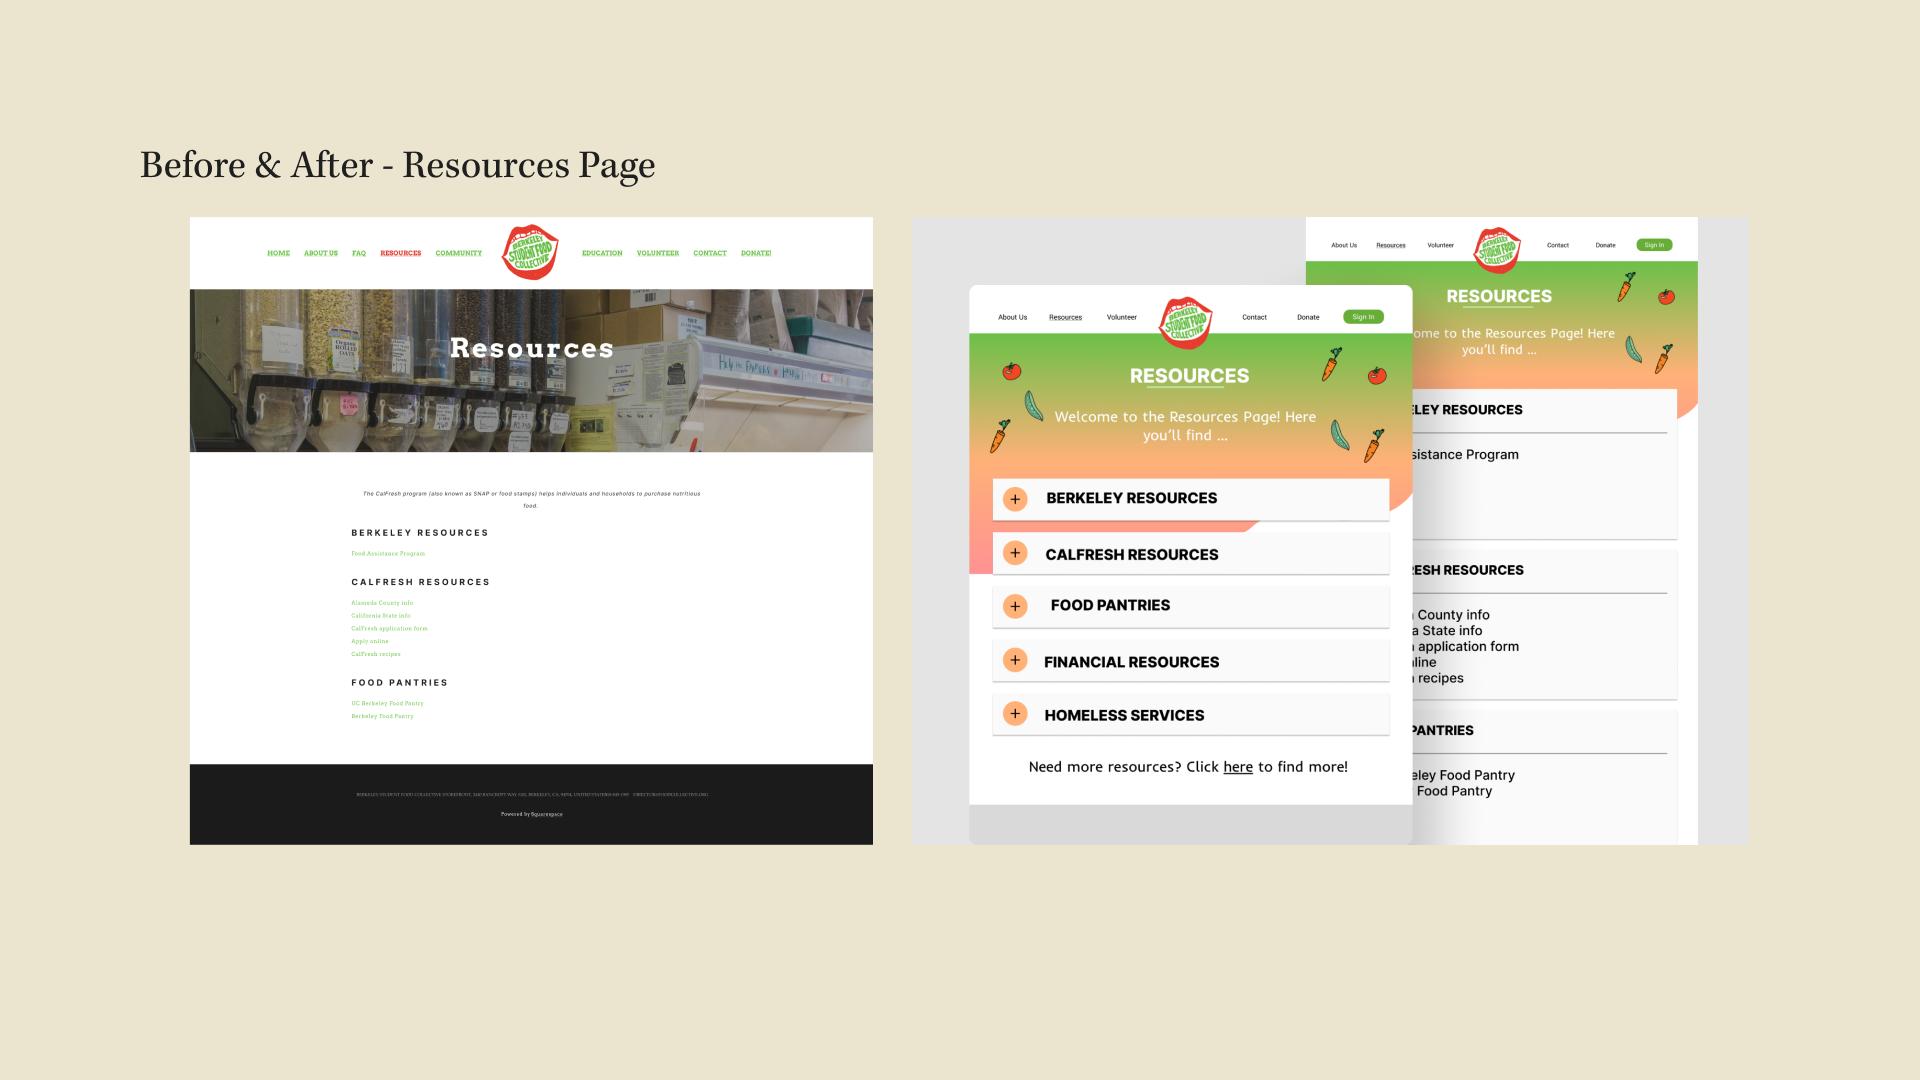 Before & After - Resources Page
HOME ABOUT US FAQ RESOURCES COMMUNITY
BERKELEY
STUDENT FOOD
COLLECTIVE
EDUCATION VOLUNTEER CONTACT DONATE!
Resources
The CalFresh program (also known as SNAP or food stamps) helps individuals and households to purchase nutritious
food.
BERKELEY RESOURCES
Food Assistance Program
CALFRESH RESOURCES
Alameda County info
California State info
CalFresh application form
Apply online
CalFresh recipes
FOOD PANTRIES
UC Berkeley Food Pantry
Berkeley Food Pantry
Powered by Squarespace
About Us Resources Volunteer
BERKELEY
STUDENT FOOD
COLLECTIVE
Contact Donate Sign In
RESOURCES
Welcome to the Resources Page! Here
you'll find ...
+ BERKELEY RESOURCES
+ CALFRESH RESOURCES
+ FOOD PANTRIES
+ FINANCIAL RESOURCES
+ HOMELESS SERVICES
Need more resources? Click here to find more!
About Us Resources Volunteer
BERKELEY
STUDENT FOOD
COLLECTIVE
Contact Donate Sign In
RESOURCES
ome to the Resources Page! Here
you'll find ...
LEY RESOURCES
sistance Program
ESH RESOURCES
County info
a State info
application form
line
recipes
PANTRIES
eley Food Pantry
Food Pantry